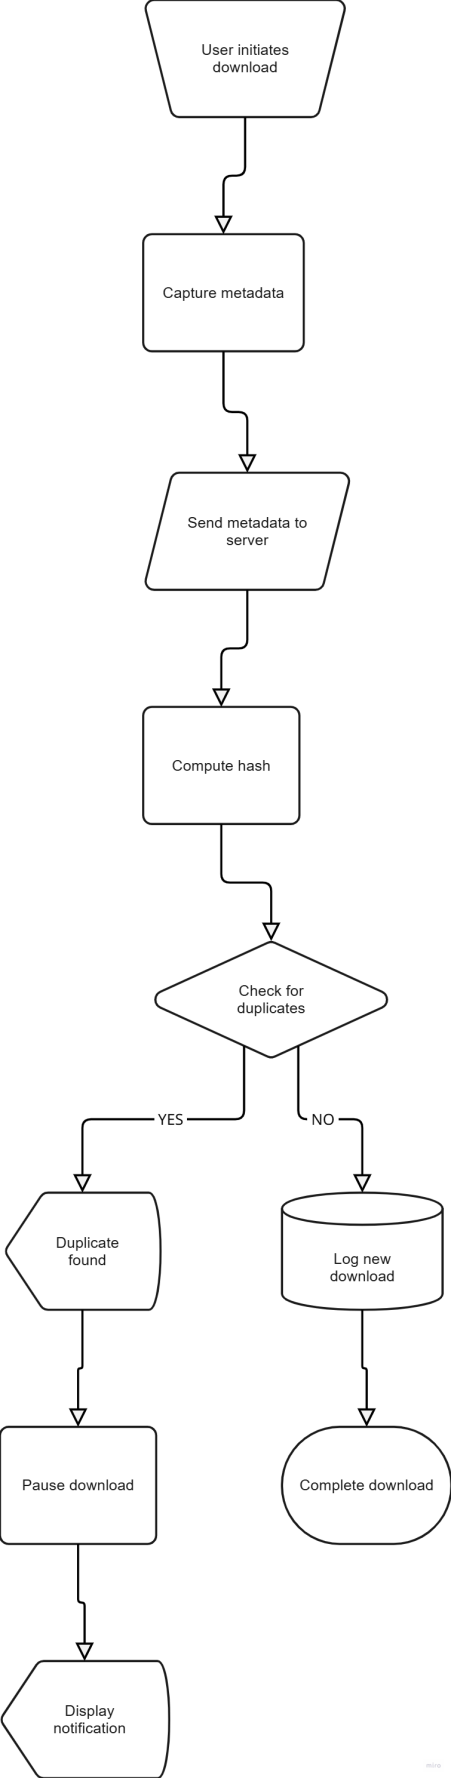 User initiates
download
Capture metadata
Send metadata to
server
Compute hash
Check for
duplicates
YES
NO
Duplicate
found
Log new
download
Pause download
Complete download
Display
notification
miro